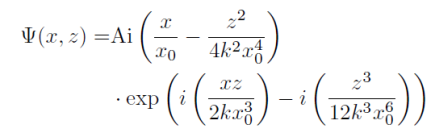 Ψ(x, z) =Ai ( x/x₀ − z²/4k²x₀⁴ )
· exp ( i ( xz/2kx₀³ ) − i ( z³/12k³x₀⁶ ) )